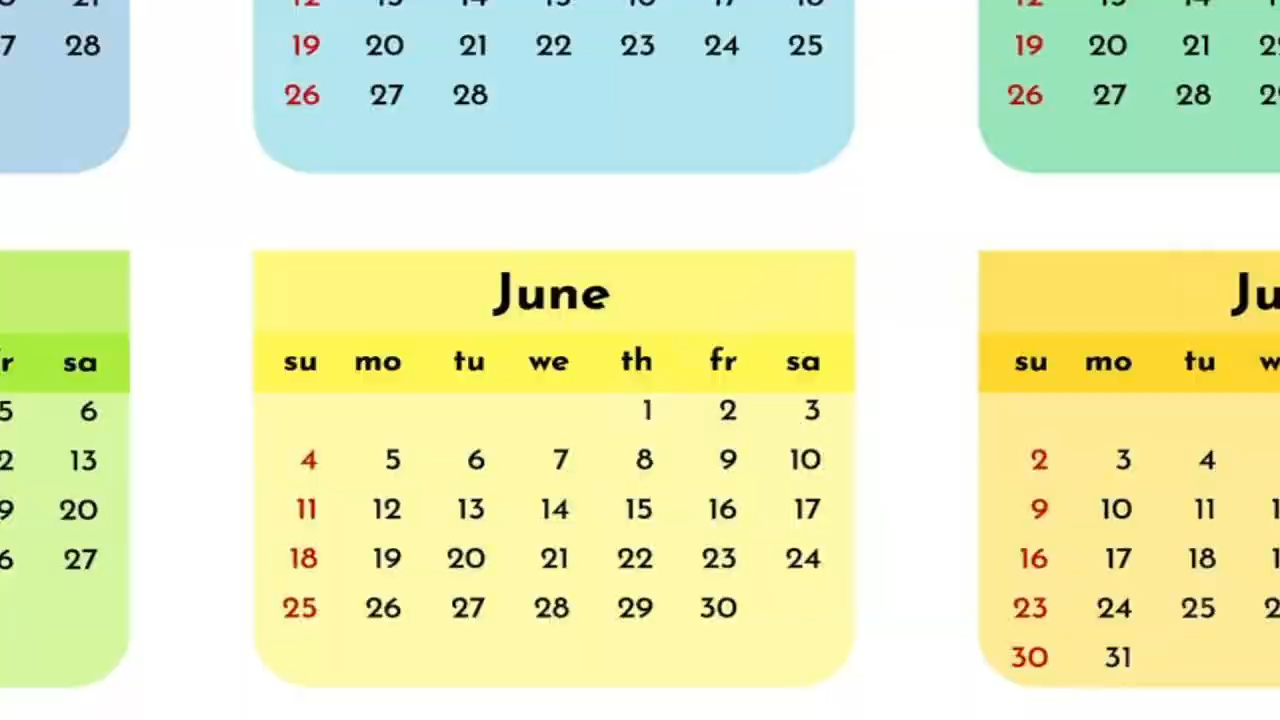 28
19 20 21 22 23 24 25
26 27 28
19 20 21
26 27 28
June
su mo tu we th fr sa
1 2 3
4 5 6 7 8 9 10
11 12 13 14 15 16 17
18 19 20 21 22 23 24
25 26 27 28 29 30
sa
6
13
20
27
su mo tu
2 3 4
9 10 11
16 17 18
23 24 25
30 31